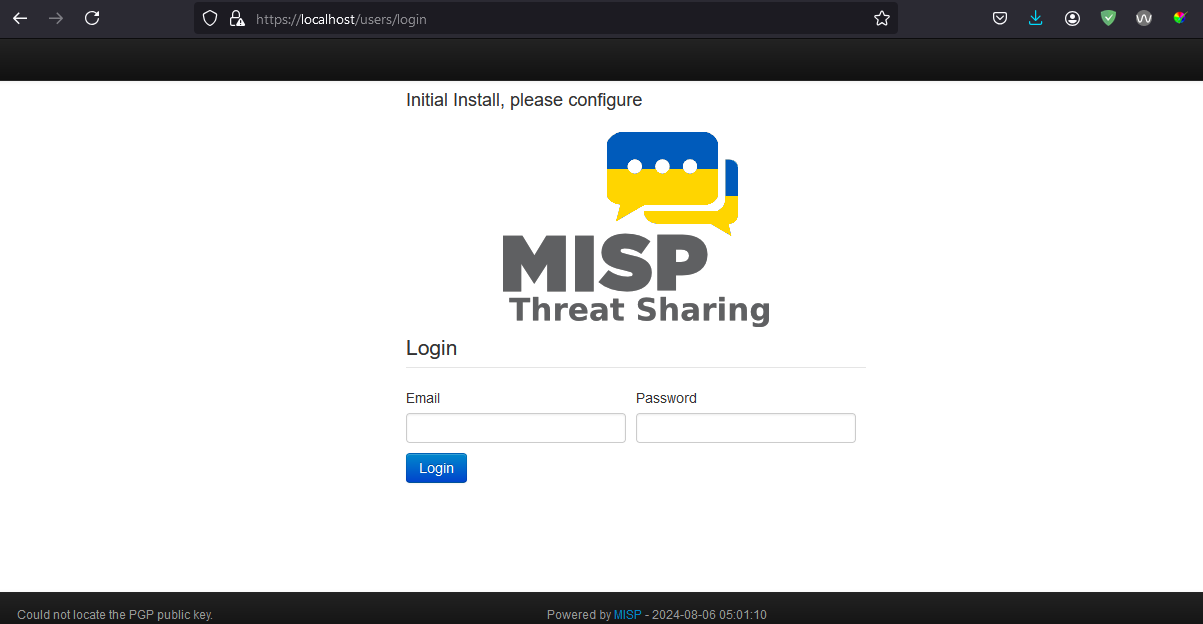 https://localhost/users/login
Initial Install, please configure
MISP
Threat Sharing
Login
Email Password
Login
Could not locate the PGP public key. Powered by MISP - 2024-08-06 05:01:10